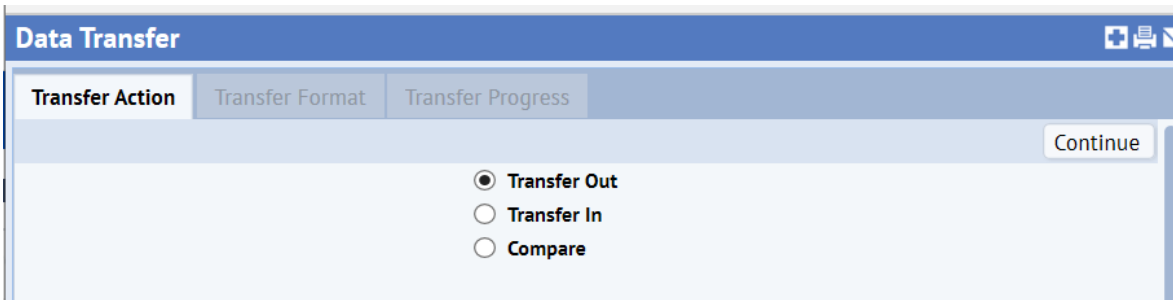 Data Transfer
Transfer Action Transfer Format Transfer Progress
Continue
Transfer Out
Transfer In
Compare